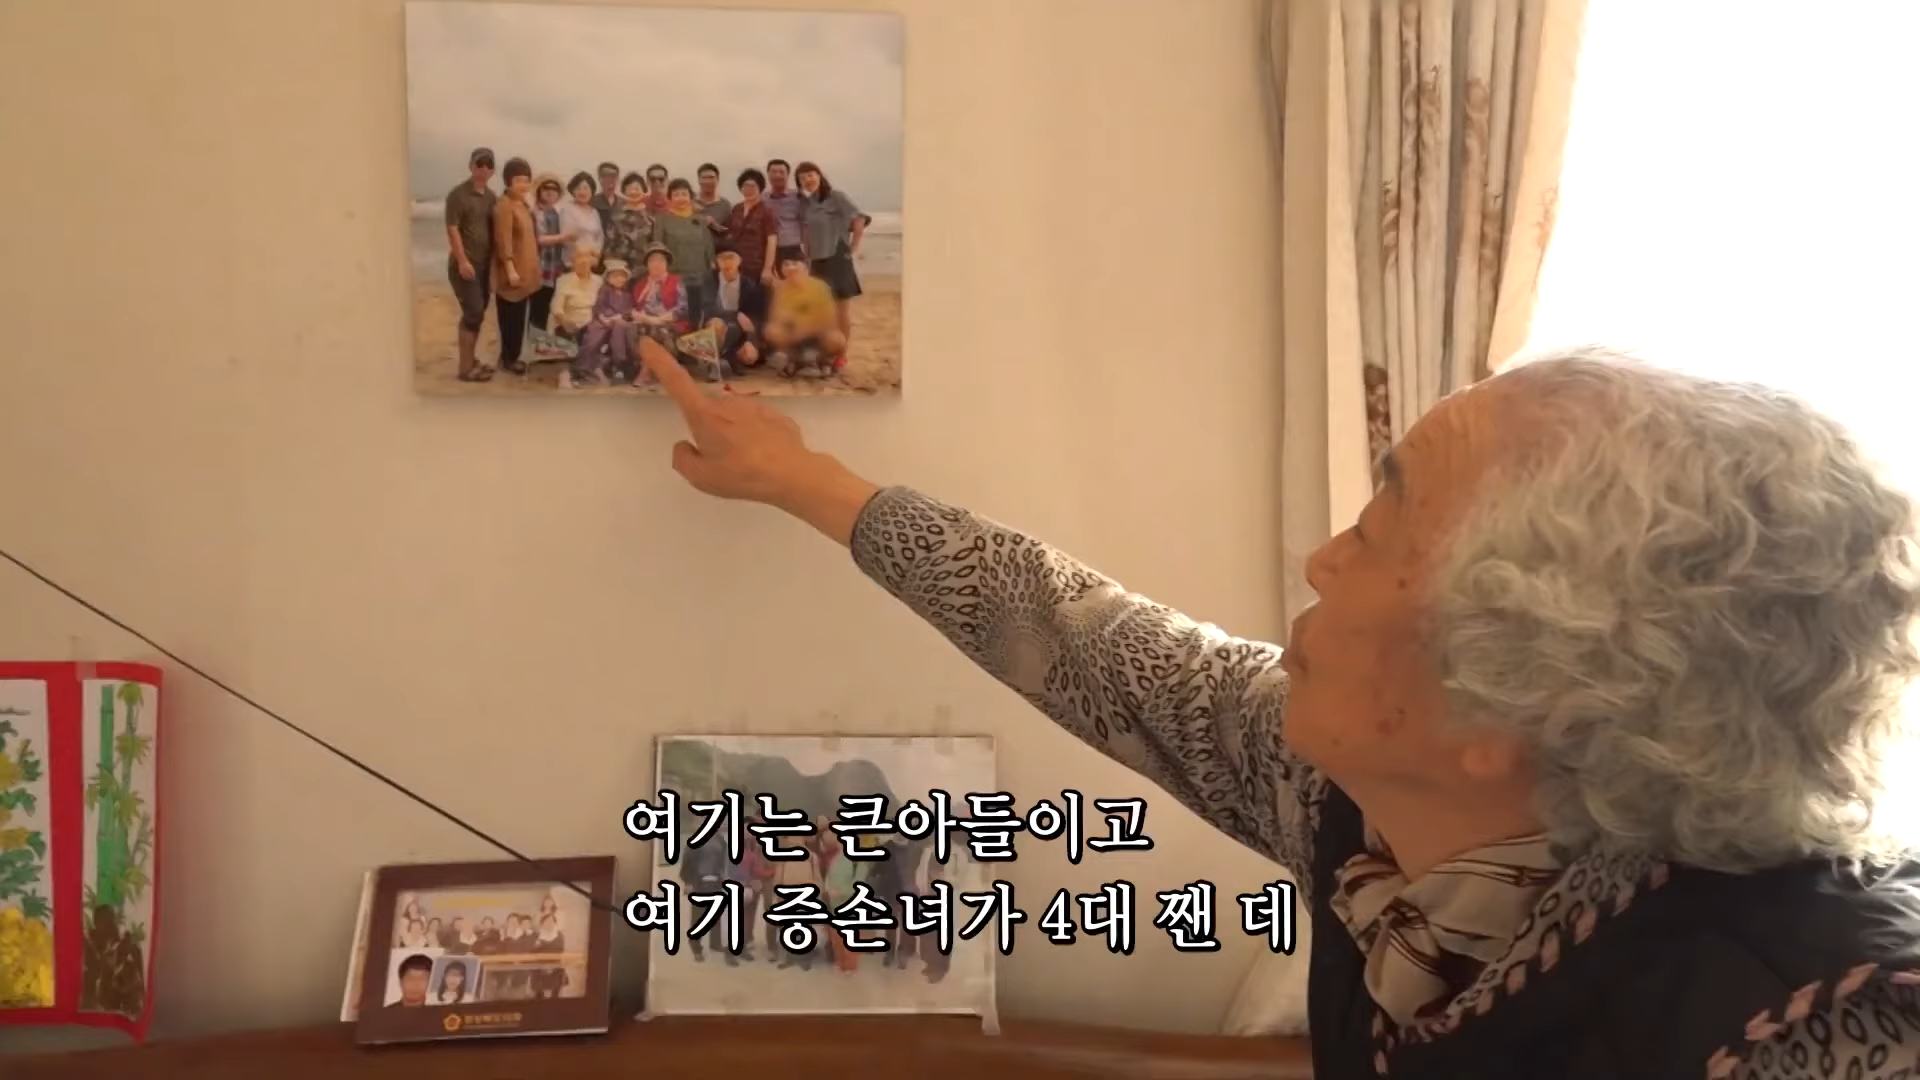 여기는 큰아들이고
여기 증손녀가 4대 짼 데